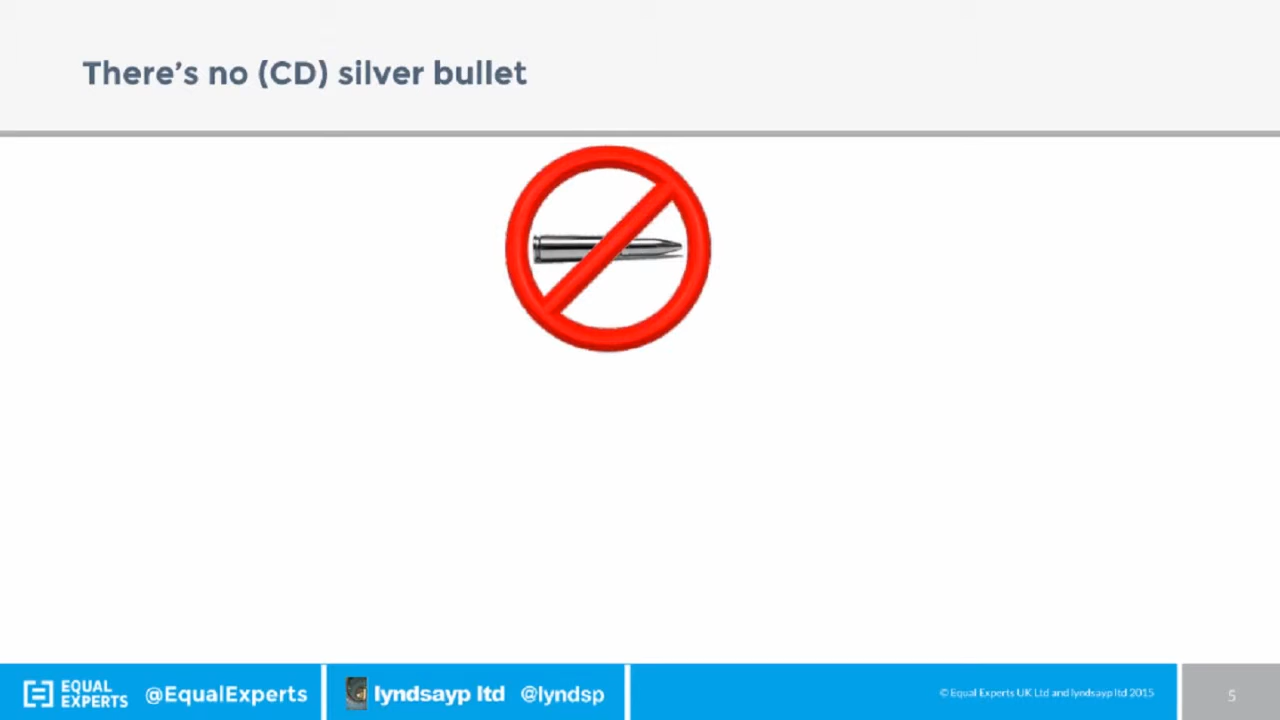 There's no (CD) silver bullet
EQUAL
EXPERTS
@EqualExperts
lyndsayp ltd @lyndsp
© Equal Experts UK Ltd and lyndsayp ltd 2015
5